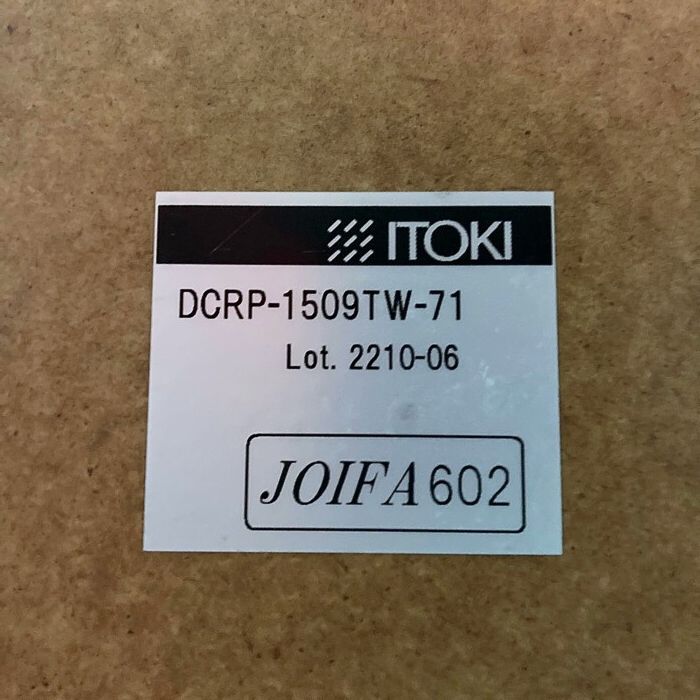 ITOKI
DCRP-1509TW-71
Lot. 2210-06
JOIFA602